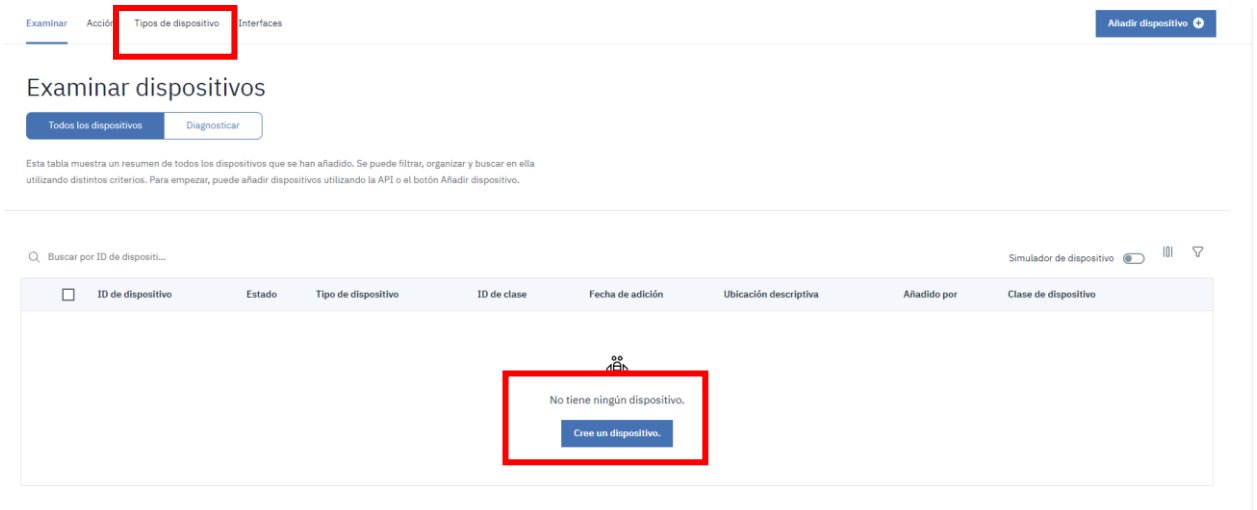 Examinar Acción Tipos de dispositivo Interfaces Añadir dispositivo
Examinar dispositivos
Todos los dispositivos Diagnosticar
Esta tabla muestra un resumen de todos los dispositivos que se han añadido. Se puede filtrar, organizar y buscar en ella
utilizando distintos criterios. Para empezar, puede añadir dispositivos utilizando la API o el botón Añadir dispositivo.
Buscar por ID de dispositi... Simulador de dispositivo
ID de dispositivo Estado Tipo de dispositivo ID de clase Fecha de adición Ubicación descriptiva Añadido por Clase de dispositivo
No tiene ningún dispositivo.
Cree un dispositivo.